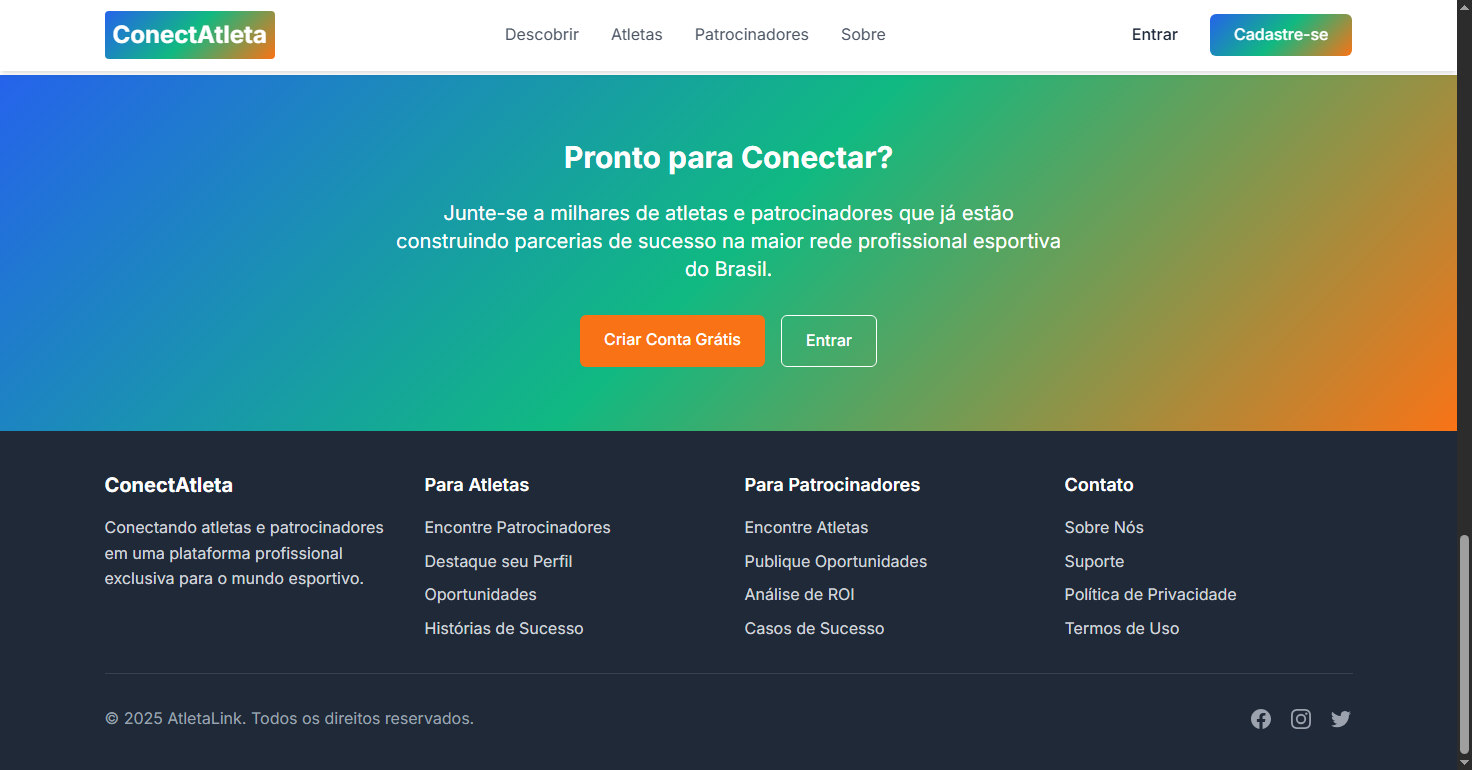 ConectAtleta
Descobrir
Atletas
Patrocinadores
Sobre
Entrar
Cadastre-se
Pronto para Conectar?
Junte-se a milhares de atletas e patrocinadores que já estão
construindo parcerias de sucesso na maior rede profissional esportiva
do Brasil.
Criar Conta Grátis
Entrar
ConectAtleta
Conectando atletas e patrocinadores
em uma plataforma profissional
exclusiva para o mundo esportivo.
Para Atletas
Encontre Patrocinadores
Destaque seu Perfil
Oportunidades
Histórias de Sucesso
Para Patrocinadores
Encontre Atletas
Publique Oportunidades
Análise de ROI
Casos de Sucesso
Contato
Sobre Nós
Suporte
Política de Privacidade
Termos de Uso
© 2025 AtletaLink. Todos os direitos reservados.